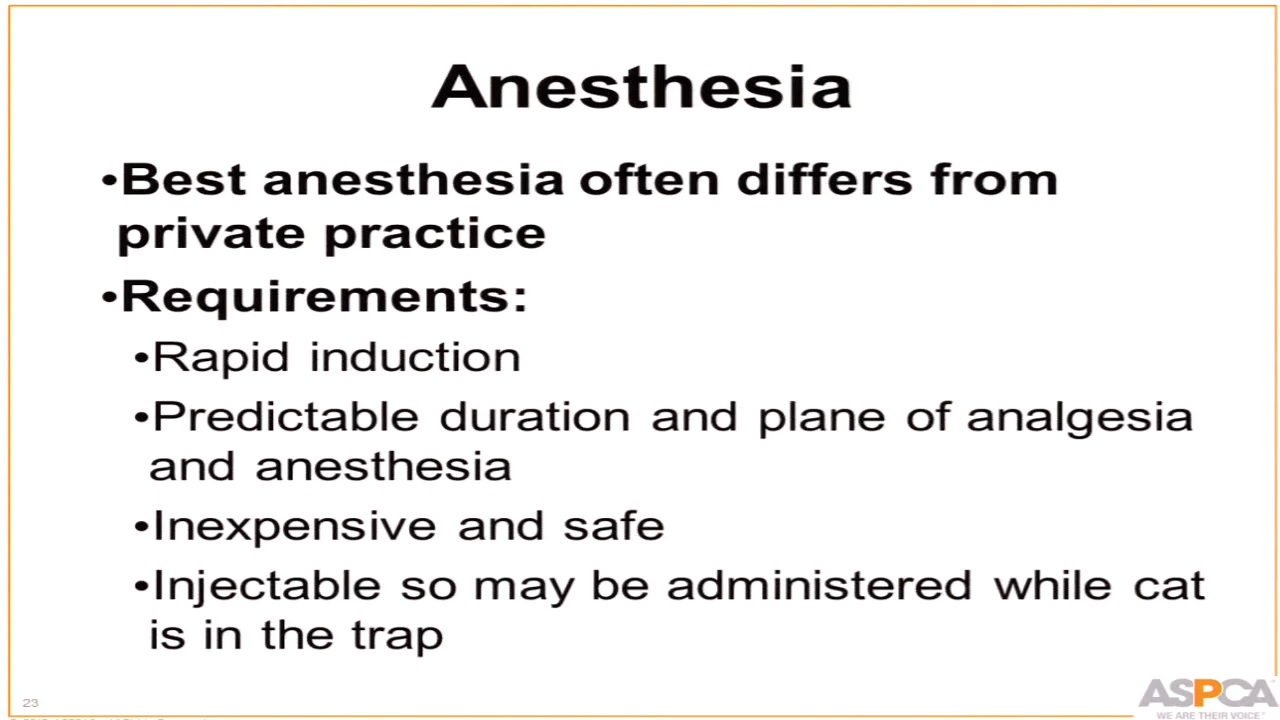 Anesthesia
•Best anesthesia often differs from
private practice
•Requirements:
•Rapid induction
•Predictable duration and plane of analgesia
and anesthesia
•Inexpensive and safe
•Injectable so may be administered while cat
is in the trap
23
ASPCA
WE ARE THEIR VOICE